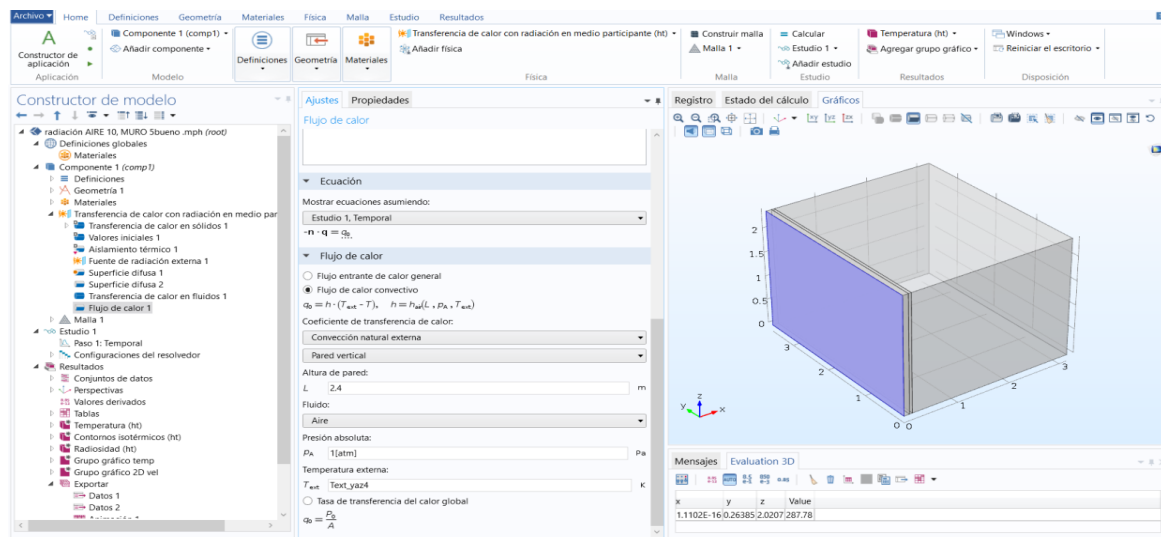 Archivo Home Definiciones Geometría Materiales Física Malla Estudio Resultados
A
Constructor de aplicación
Aplicación
Componente 1 (comp1)
Añadir componente
Modelo
Definiciones
Geometría
Materiales
Transferencia de calor con radiación en medio participante (ht)
Añadir física
Física
Construir malla
Malla 1
Malla
Calcular
Estudio 1
Añadir estudio
Estudio
Temperatura (ht)
Agregar grupo gráfico
Resultados
Windows
Reiniciar el escritorio
Disposición
Constructor de modelo
radiación AIRE 10, MURO 5bueno .mph (root)
Definiciones globales
Materiales
Componente 1 (comp1)
Definiciones
Geometría 1
Materiales
Transferencia de calor con radiación en medio par
Transferencia de calor en sólidos 1
Valores iniciales 1
Aislamiento térmico 1
Fuente de radiación externa 1
Superficie difusa 1
Superficie difusa 2
Transferencia de calor en fluidos 1
Flujo de calor 1
Malla 1
Estudio 1
Paso 1: Temporal
Configuraciones del resolvedor
Resultados
Conjuntos de datos
Perspectivas
Valores derivados
Tablas
Temperatura (ht)
Contornos isotérmicos (ht)
Radiosidad (ht)
Grupo gráfico temp
Grupo gráfico 2D vel
Exportar
Datos 1
Datos 2
Ajustes Propiedades
Flujo de calor
Ecuación
Mostrar ecuaciones asumiendo:
Estudio 1, Temporal
-n · q = q₀
Flujo de calor
Flujo entrante de calor general
Flujo de calor convectivo
q₀ = h · (Text - T), h = hair(L , pA , Text)
Coeficiente de transferencia de calor:
Convección natural externa
Pared vertical
Altura de pared:
L 2.4 m
Fluido:
Aire
Presión absoluta:
pA 1[atm] Pa
Temperatura externa:
Text Text_yaz4 K
Tasa de transferencia del calor global
q₀ = P₀/A
Registro Estado del cálculo Gráficos
2
1.5
1
0.5
0
3
2
1
0 0
1
2
3
z
y x
Mensajes Evaluation 3D
x y z Value
1.1102E-16 0.26385 2.0207 287.78